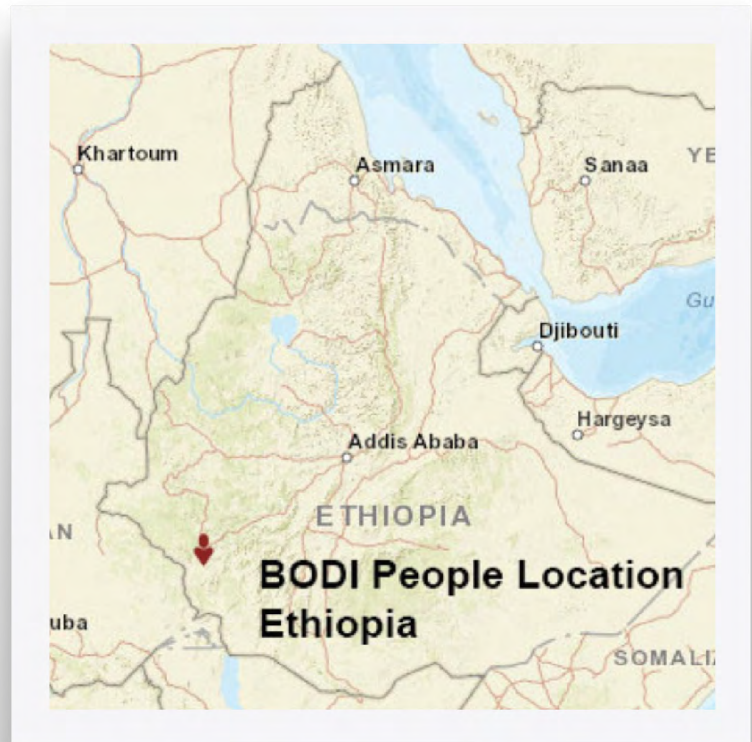 Khartoum
Asmara
Sanaa
YE
Gu
Djibouti
Hargeysa
Addis Ababa
ETHIOPIA
AN
BODI People Location
Ethiopia
uba
SOMALI